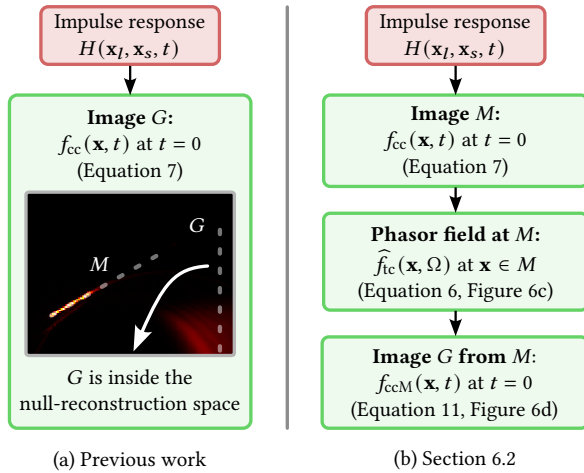 Impulse response
H(x_l, x_s, t)
Image G:
f_cc(x, t) at t = 0
(Equation 7)
G
M
G is inside the
null-reconstruction space
(a) Previous work
Impulse response
H(x_l, x_s, t)
Image M:
f_cc(x, t) at t = 0
(Equation 7)
Phasor field at M:
f̂_tc(x, Ω) at x ∈ M
(Equation 6, Figure 6c)
Image G from M:
f_ccM(x, t) at t = 0
(Equation 11, Figure 6d)
(b) Section 6.2